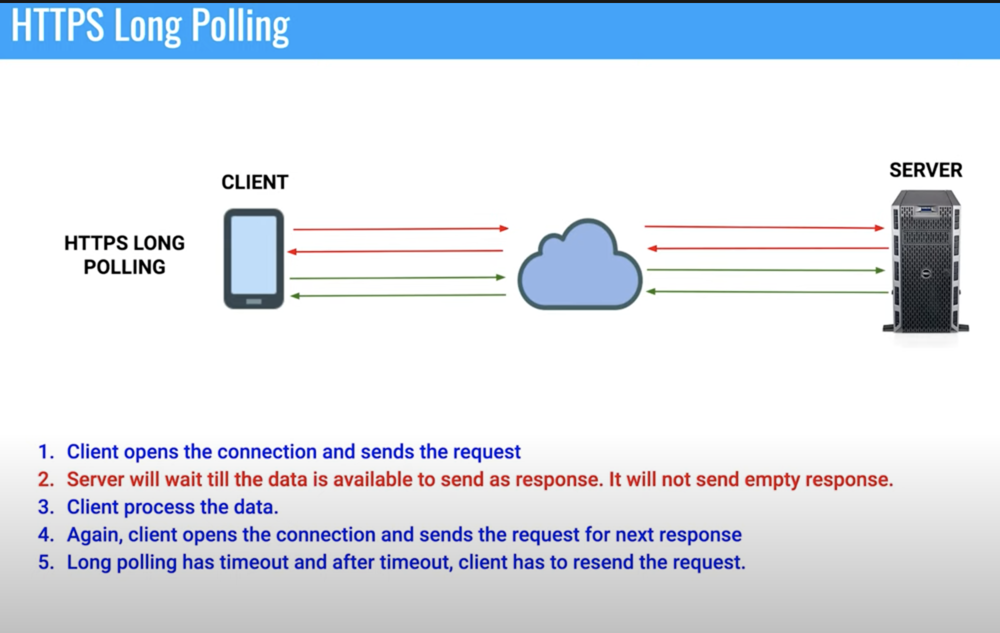 HTTPS Long Polling
CLIENT
SERVER
HTTPS LONG
POLLING
1. Client opens the connection and sends the request
2. Server will wait till the data is available to send as response. It will not send empty response.
3. Client process the data.
4. Again, client opens the connection and sends the request for next response
5. Long polling has timeout and after timeout, client has to resend the request.